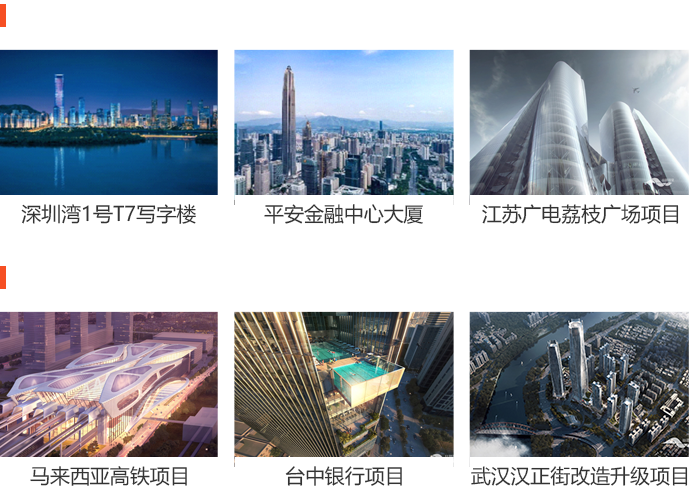 深圳湾1号T7写字楼
平安金融中心大厦
江苏广电荔枝广场项目
马来西亚高铁项目
台中银行项目
武汉汉正街改造升级项目